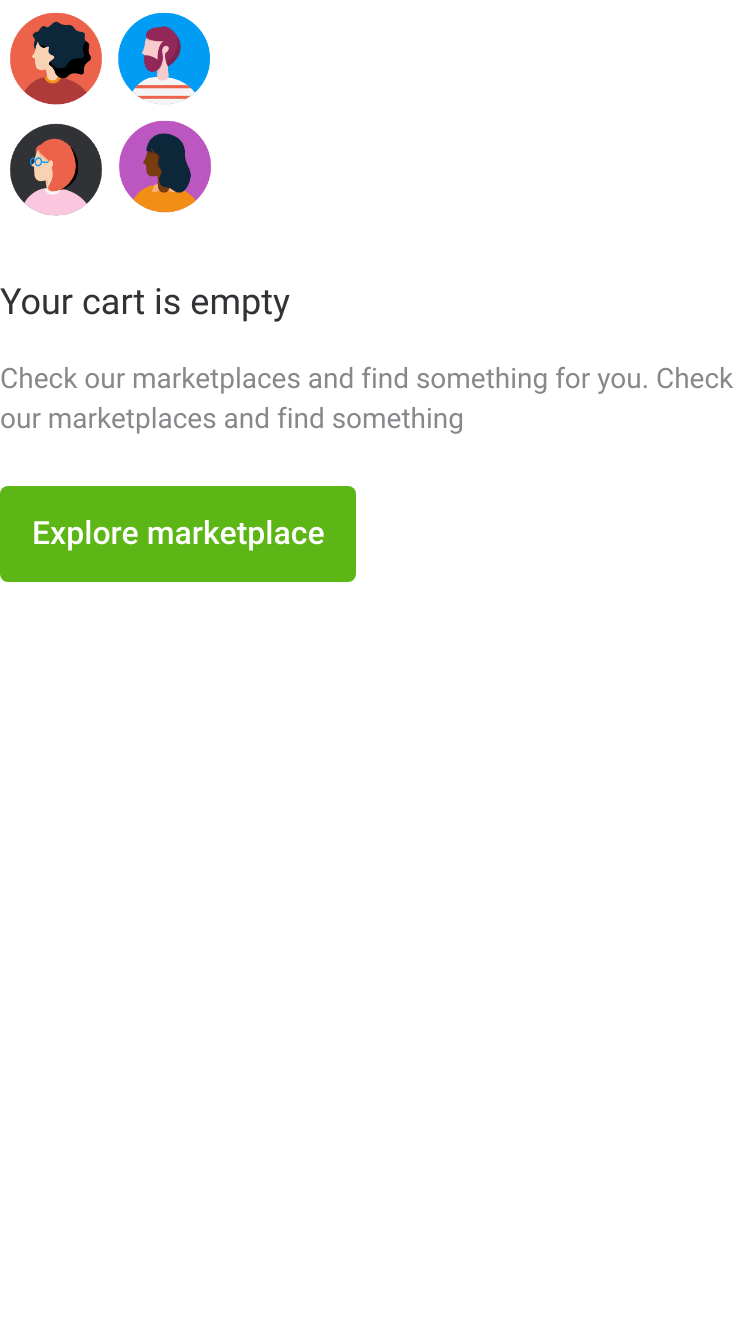 Your cart is empty
Check our marketplaces and find something for you. Check
our marketplaces and find something
Explore marketplace